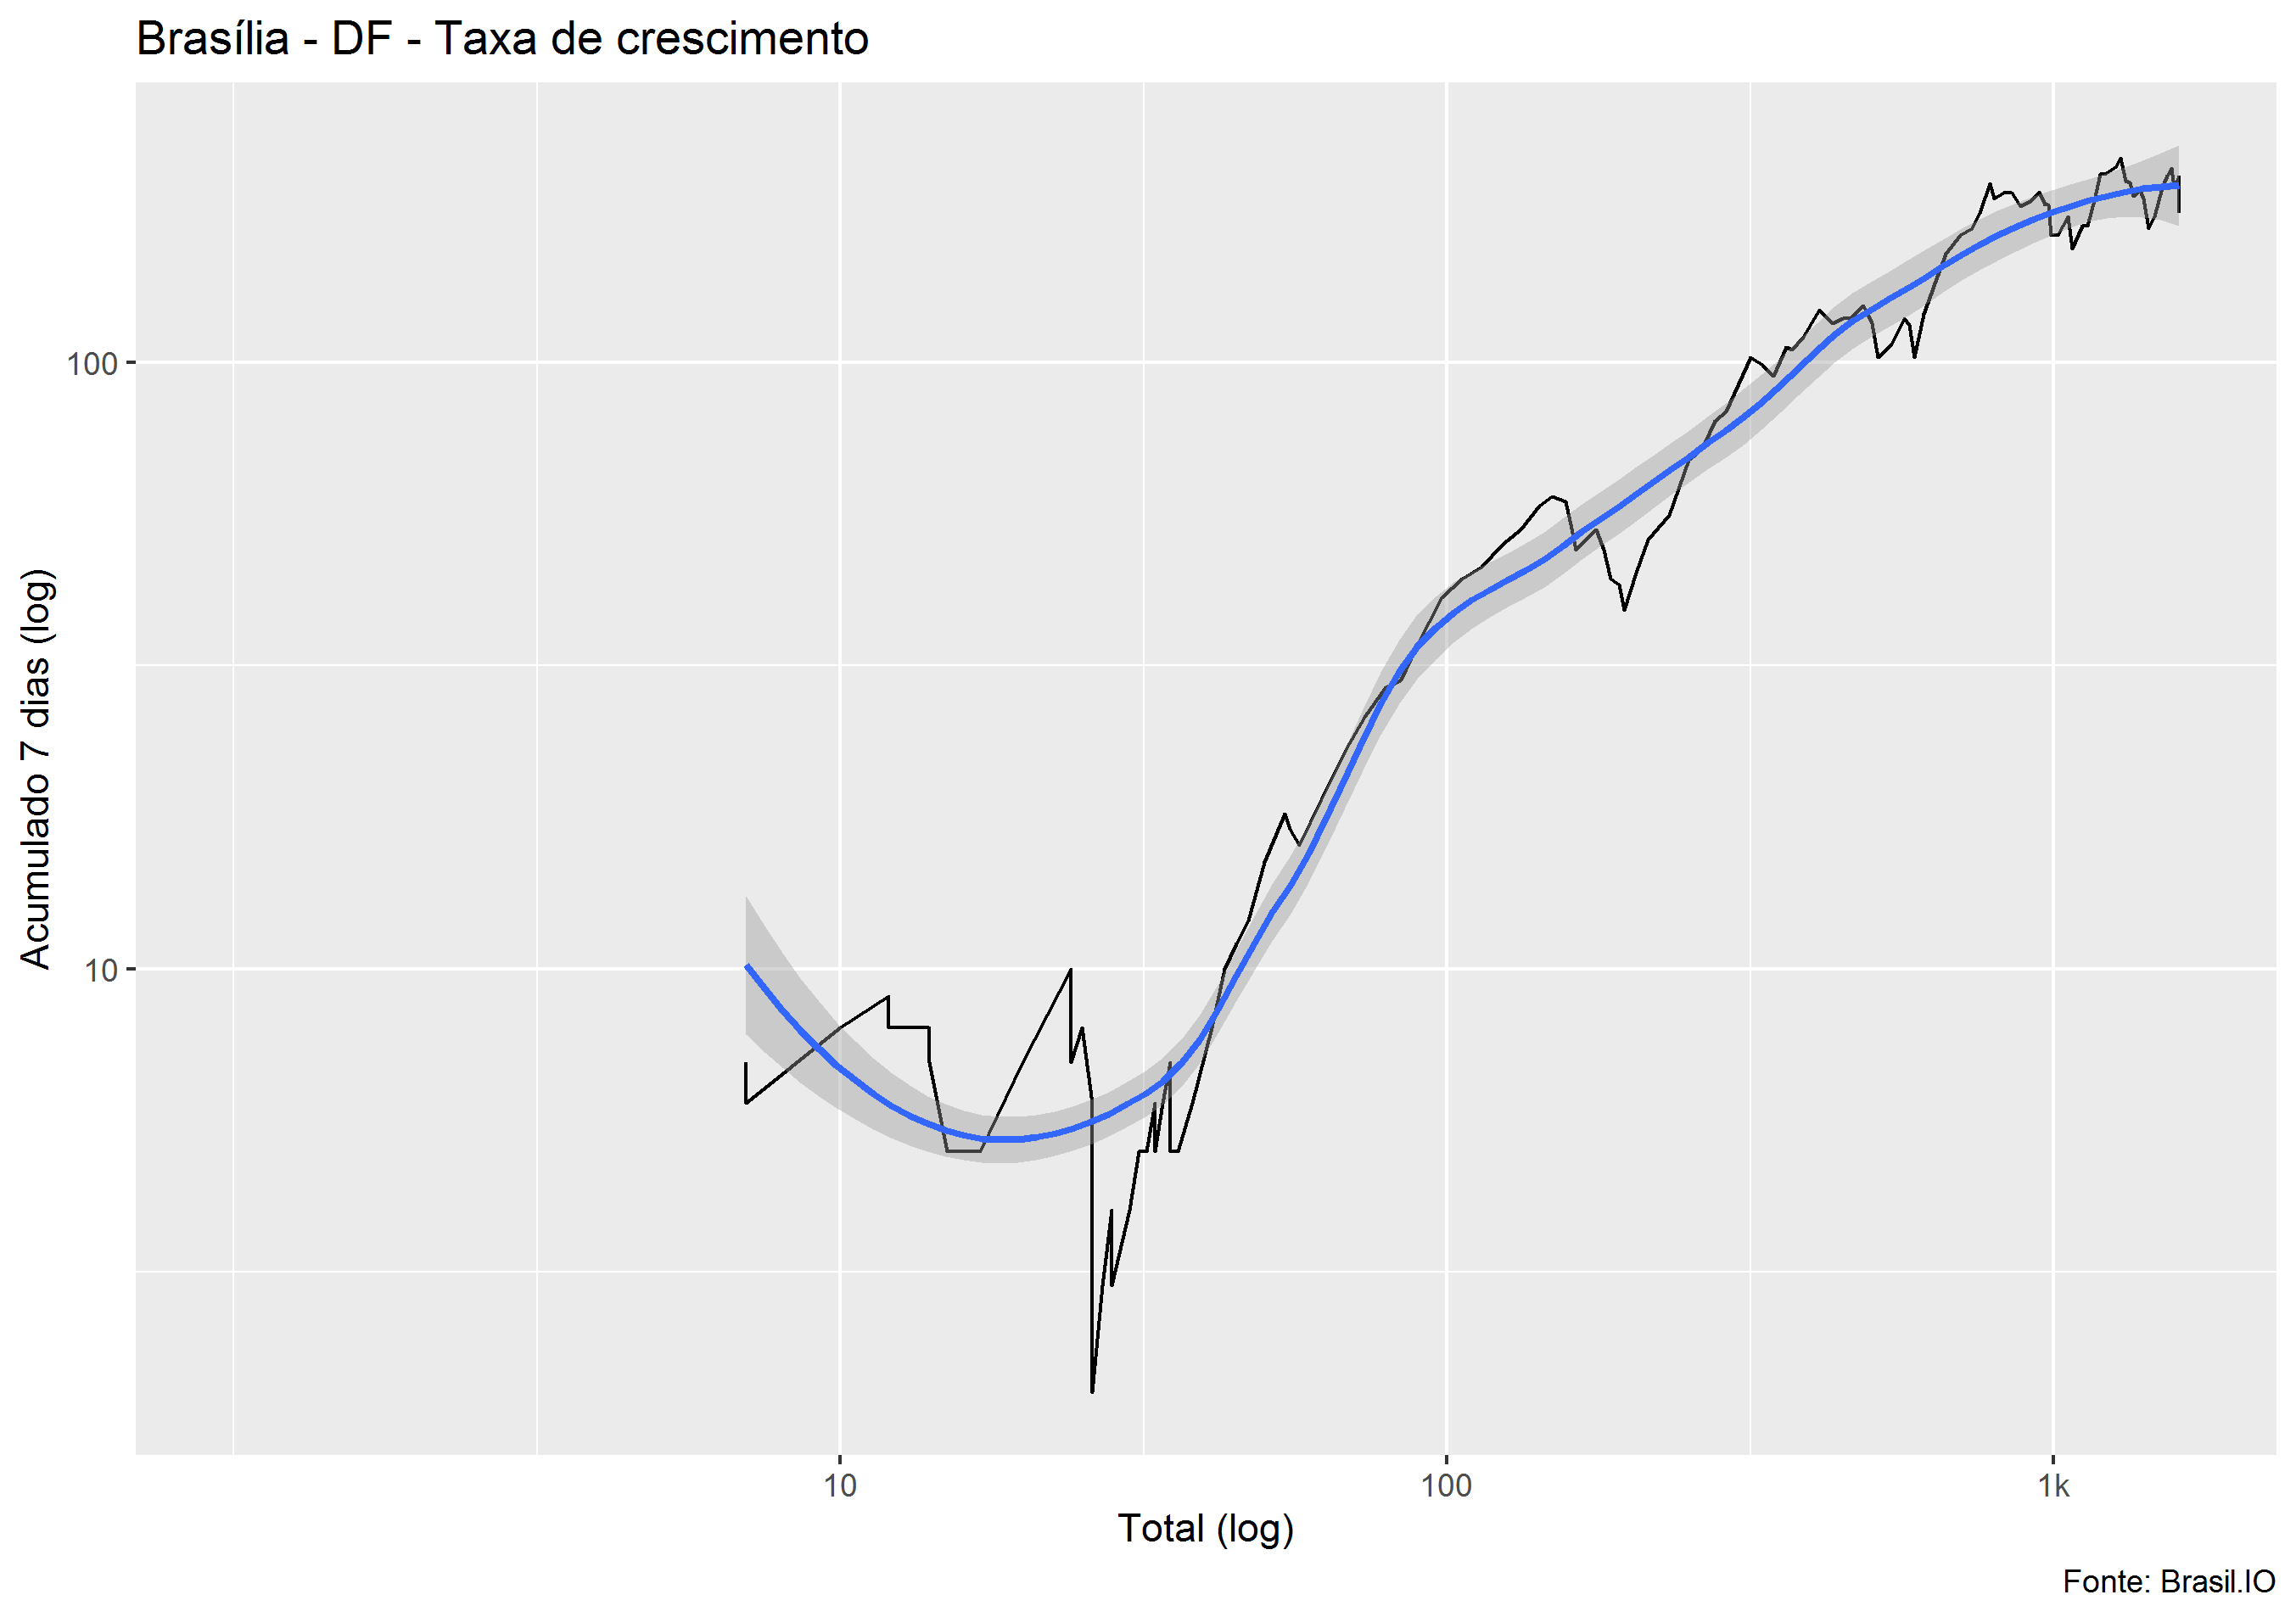 Brasília - DF - Taxa de crescimento
Acumulado 7 dias (log)
100
10
10
100
1k
Total (log)
Fonte: Brasil.IO